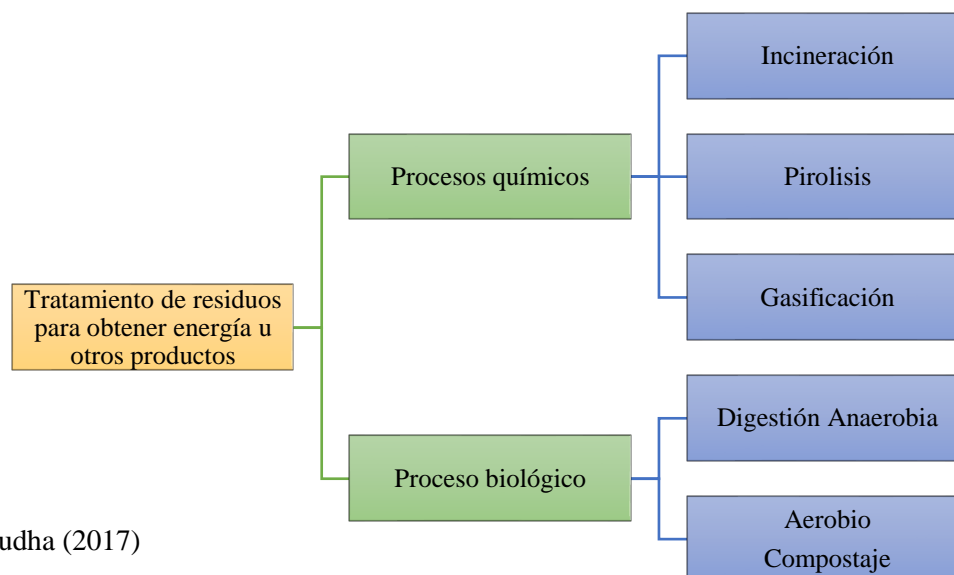 Tratamiento de residuos
para obtener energía u
otros productos
Procesos químicos
Incineración
Pirolisis
Gasificación
Proceso biológico
Digestión Anaerobia
Aerobio
Compostaje
(2017)